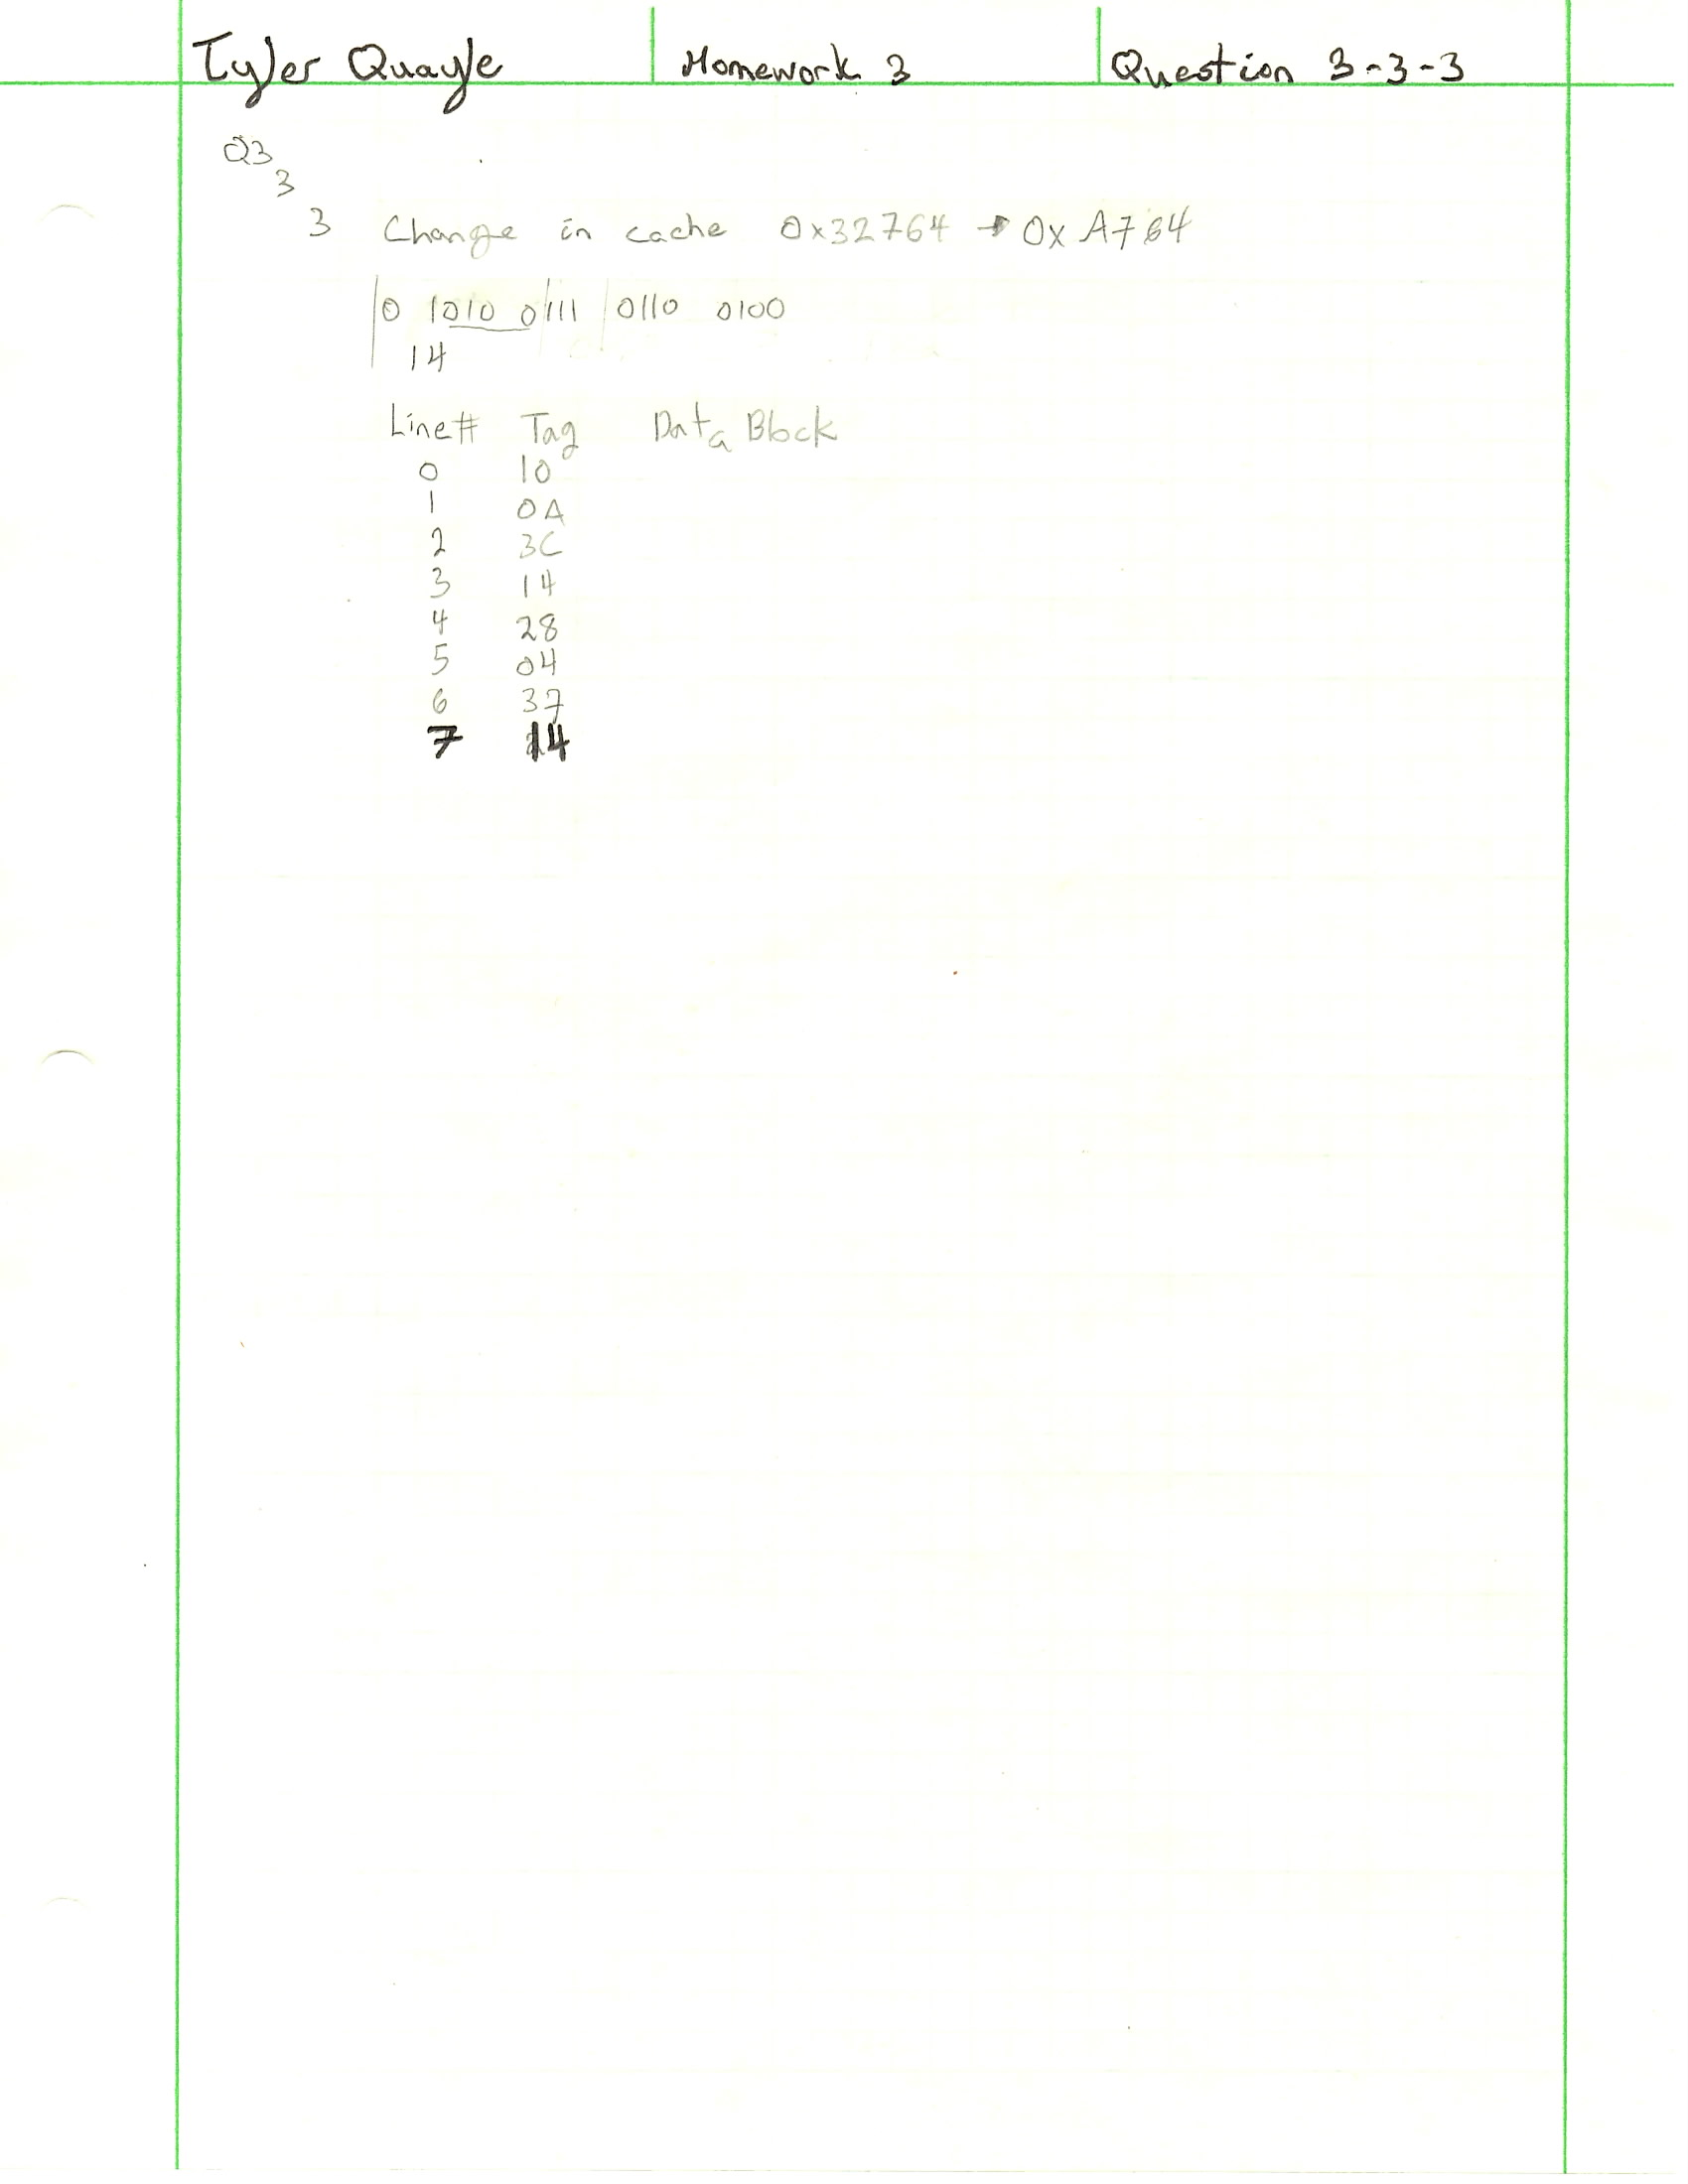 Tyler Quayle Homework 3 Question 3-3-3
Q3
3
3 Change in cache 0x32764 → 0x A764
0 1010 0111 0110 0100
14
Line# Tag Data Block
0 10
1 0A
2 3C
3 14
4 28
5 04
6 37
7 14